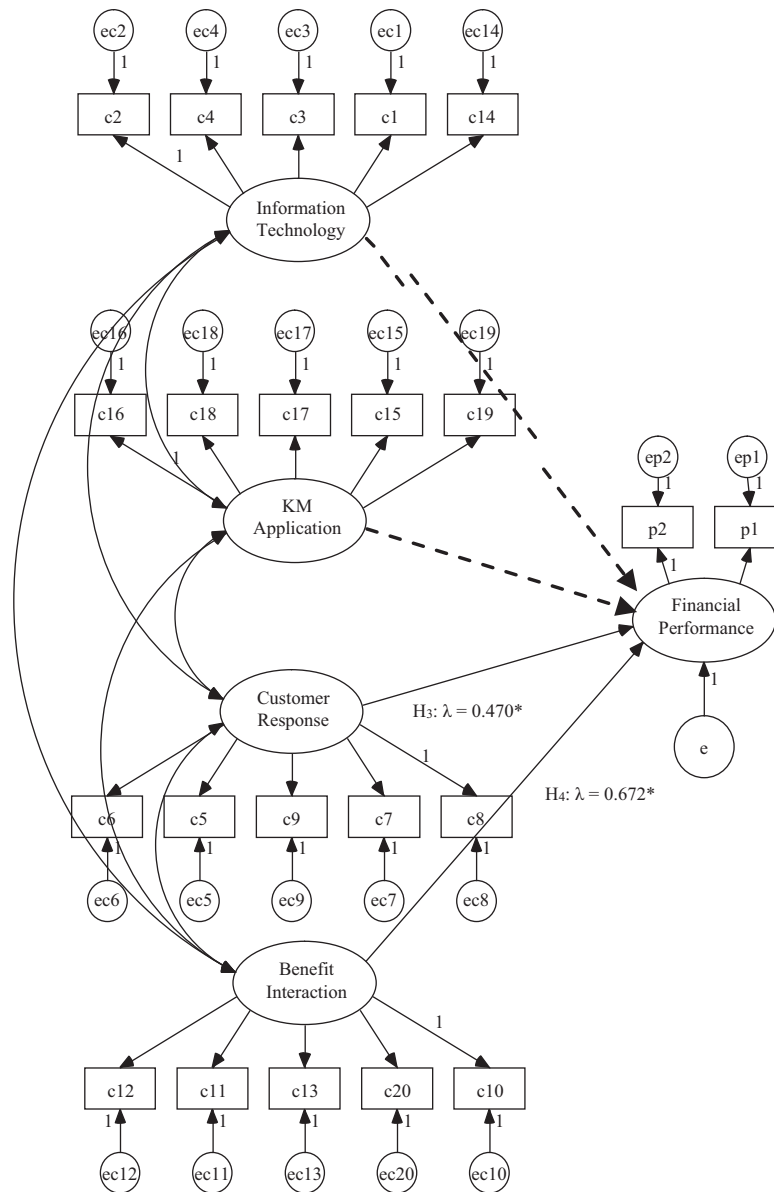 ec2 ec4 ec3 ec1 ec14
1 1 1 1 1
c2 c4 c3 c1 c14
1
Information
Technology
ec16 ec18 ec17 ec15 ec19
1 1 1 1 1
c16 c18 c17 c15 c19
1
KM
Application
ep2 ep1
1 1
p2 p1
1
Financial
Performance
1
e
Customer
Response
H3: λ = 0.470*
1
H4: λ = 0.672*
c6 c5 c9 c7 c8
1 1 1 1 1
ec6 ec5 ec9 ec7 ec8
Benefit
Interaction
1
c12 c11 c13 c20 c10
1 1 1 1 1
ec12 ec11 ec13 ec20 ec10